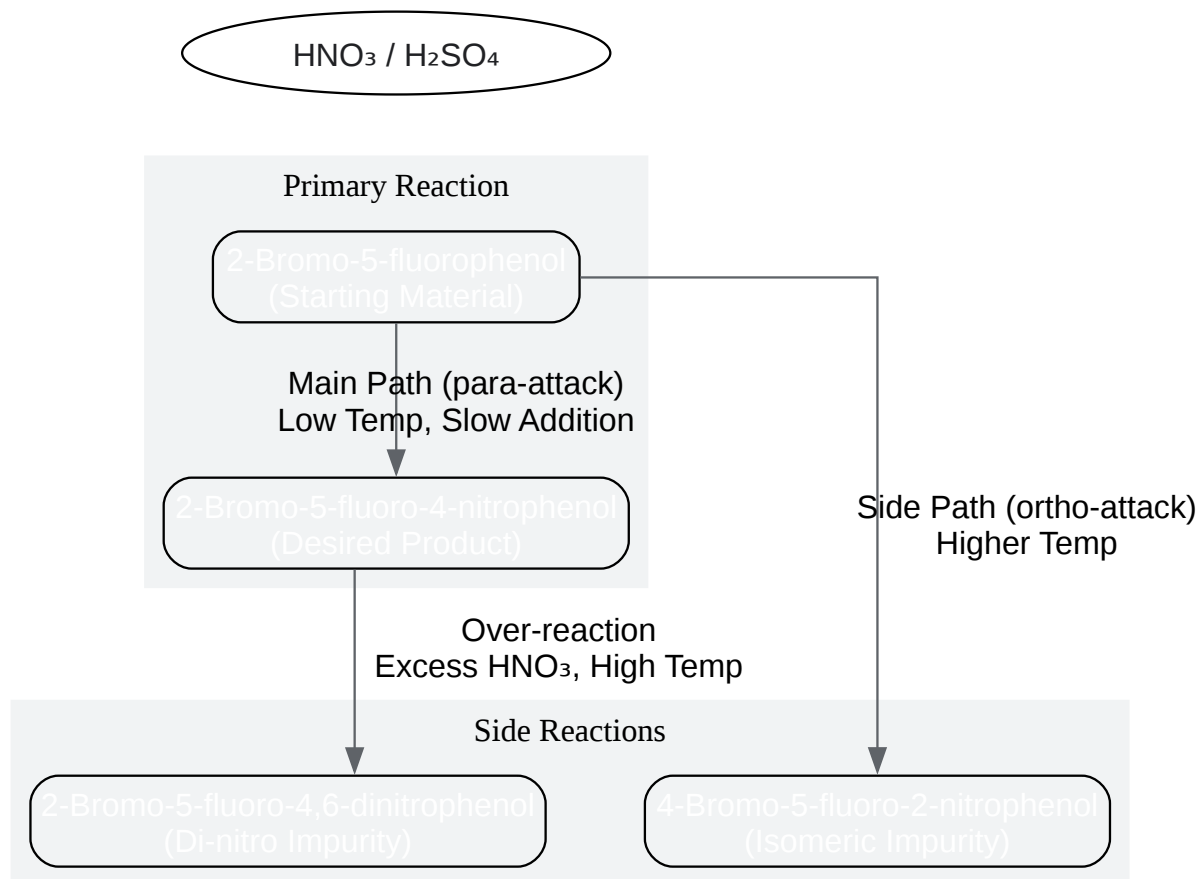 HNO₃ / H₂SO₄
Primary Reaction
2-Bromo-5-fluorophenol
(Starting Material)
Main Path (para-attack)
Low Temp, Slow Addition
2-Bromo-5-fluoro-4-nitrophenol
(Desired Product)
Side Path (ortho-attack)
Higher Temp
Over-reaction
Excess HNO₃, High Temp
Side Reactions
2-Bromo-5-fluoro-4,6-dinitrophenol
(Di-nitro Impurity)
4-Bromo-5-fluoro-2-nitrophenol
(Isomeric Impurity)